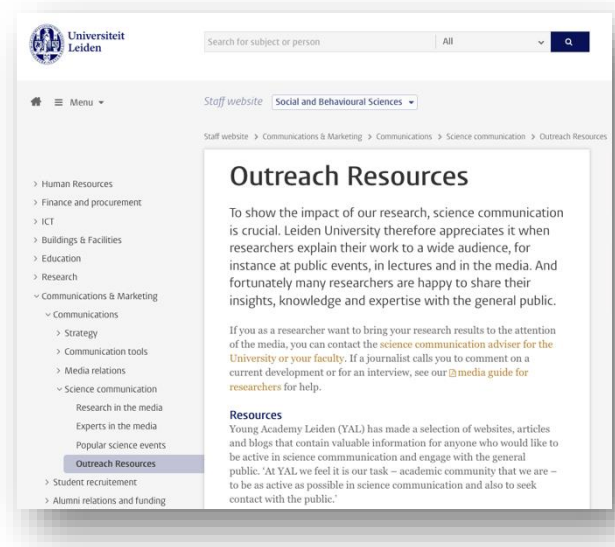 Universiteit
Leiden
Search for subject or person
All
Menu
Staff website Social and Behavioural Sciences
Staff website > Communications & Marketing > Communications > Science communication > Outreach Resources
> Human Resources
> Finance and procurement
> ICT
> Buildings & Facilities
> Education
> Research
Communications & Marketing
Communications
> Strategy
> Communication tools
> Media relations
Science communication
Research in the media
Experts in the media
Popular science events
Outreach Resources
> Student recruitment
> Alumni relations and funding
Outreach Resources
To show the impact of our research, science communication
is crucial. Leiden University therefore appreciates it when
researchers explain their work to a wide audience, for
instance at public events, in lectures and in the media. And
fortunately many researchers are happy to share their
insights, knowledge and expertise with the general public.
If you as a researcher want to bring your research results to the attention
of the media, you can contact the science communication adviser for the
University or your faculty. If a journalist calls you to comment on a
current development or for an interview, see our media guide for
researchers for help.
Resources
Young Academy Leiden (YAL) has made a selection of websites, articles
and blogs that contain valuable information for anyone who would like to
be active in science commmunication and engage with the general
public. ‘At YAL we feel it is our task – academic community that we are –
to be as active as possible in science communication and also to seek
contact with the public.’